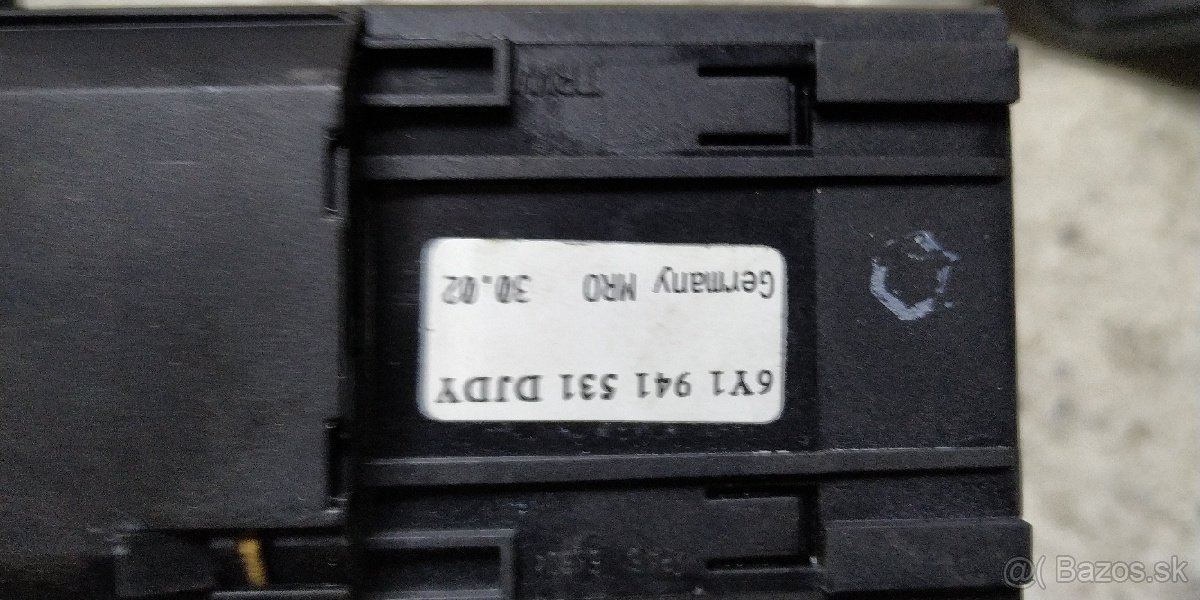 6Y1 941 531 DJDY
Germany MRO 30.02
@( Bazos.sk